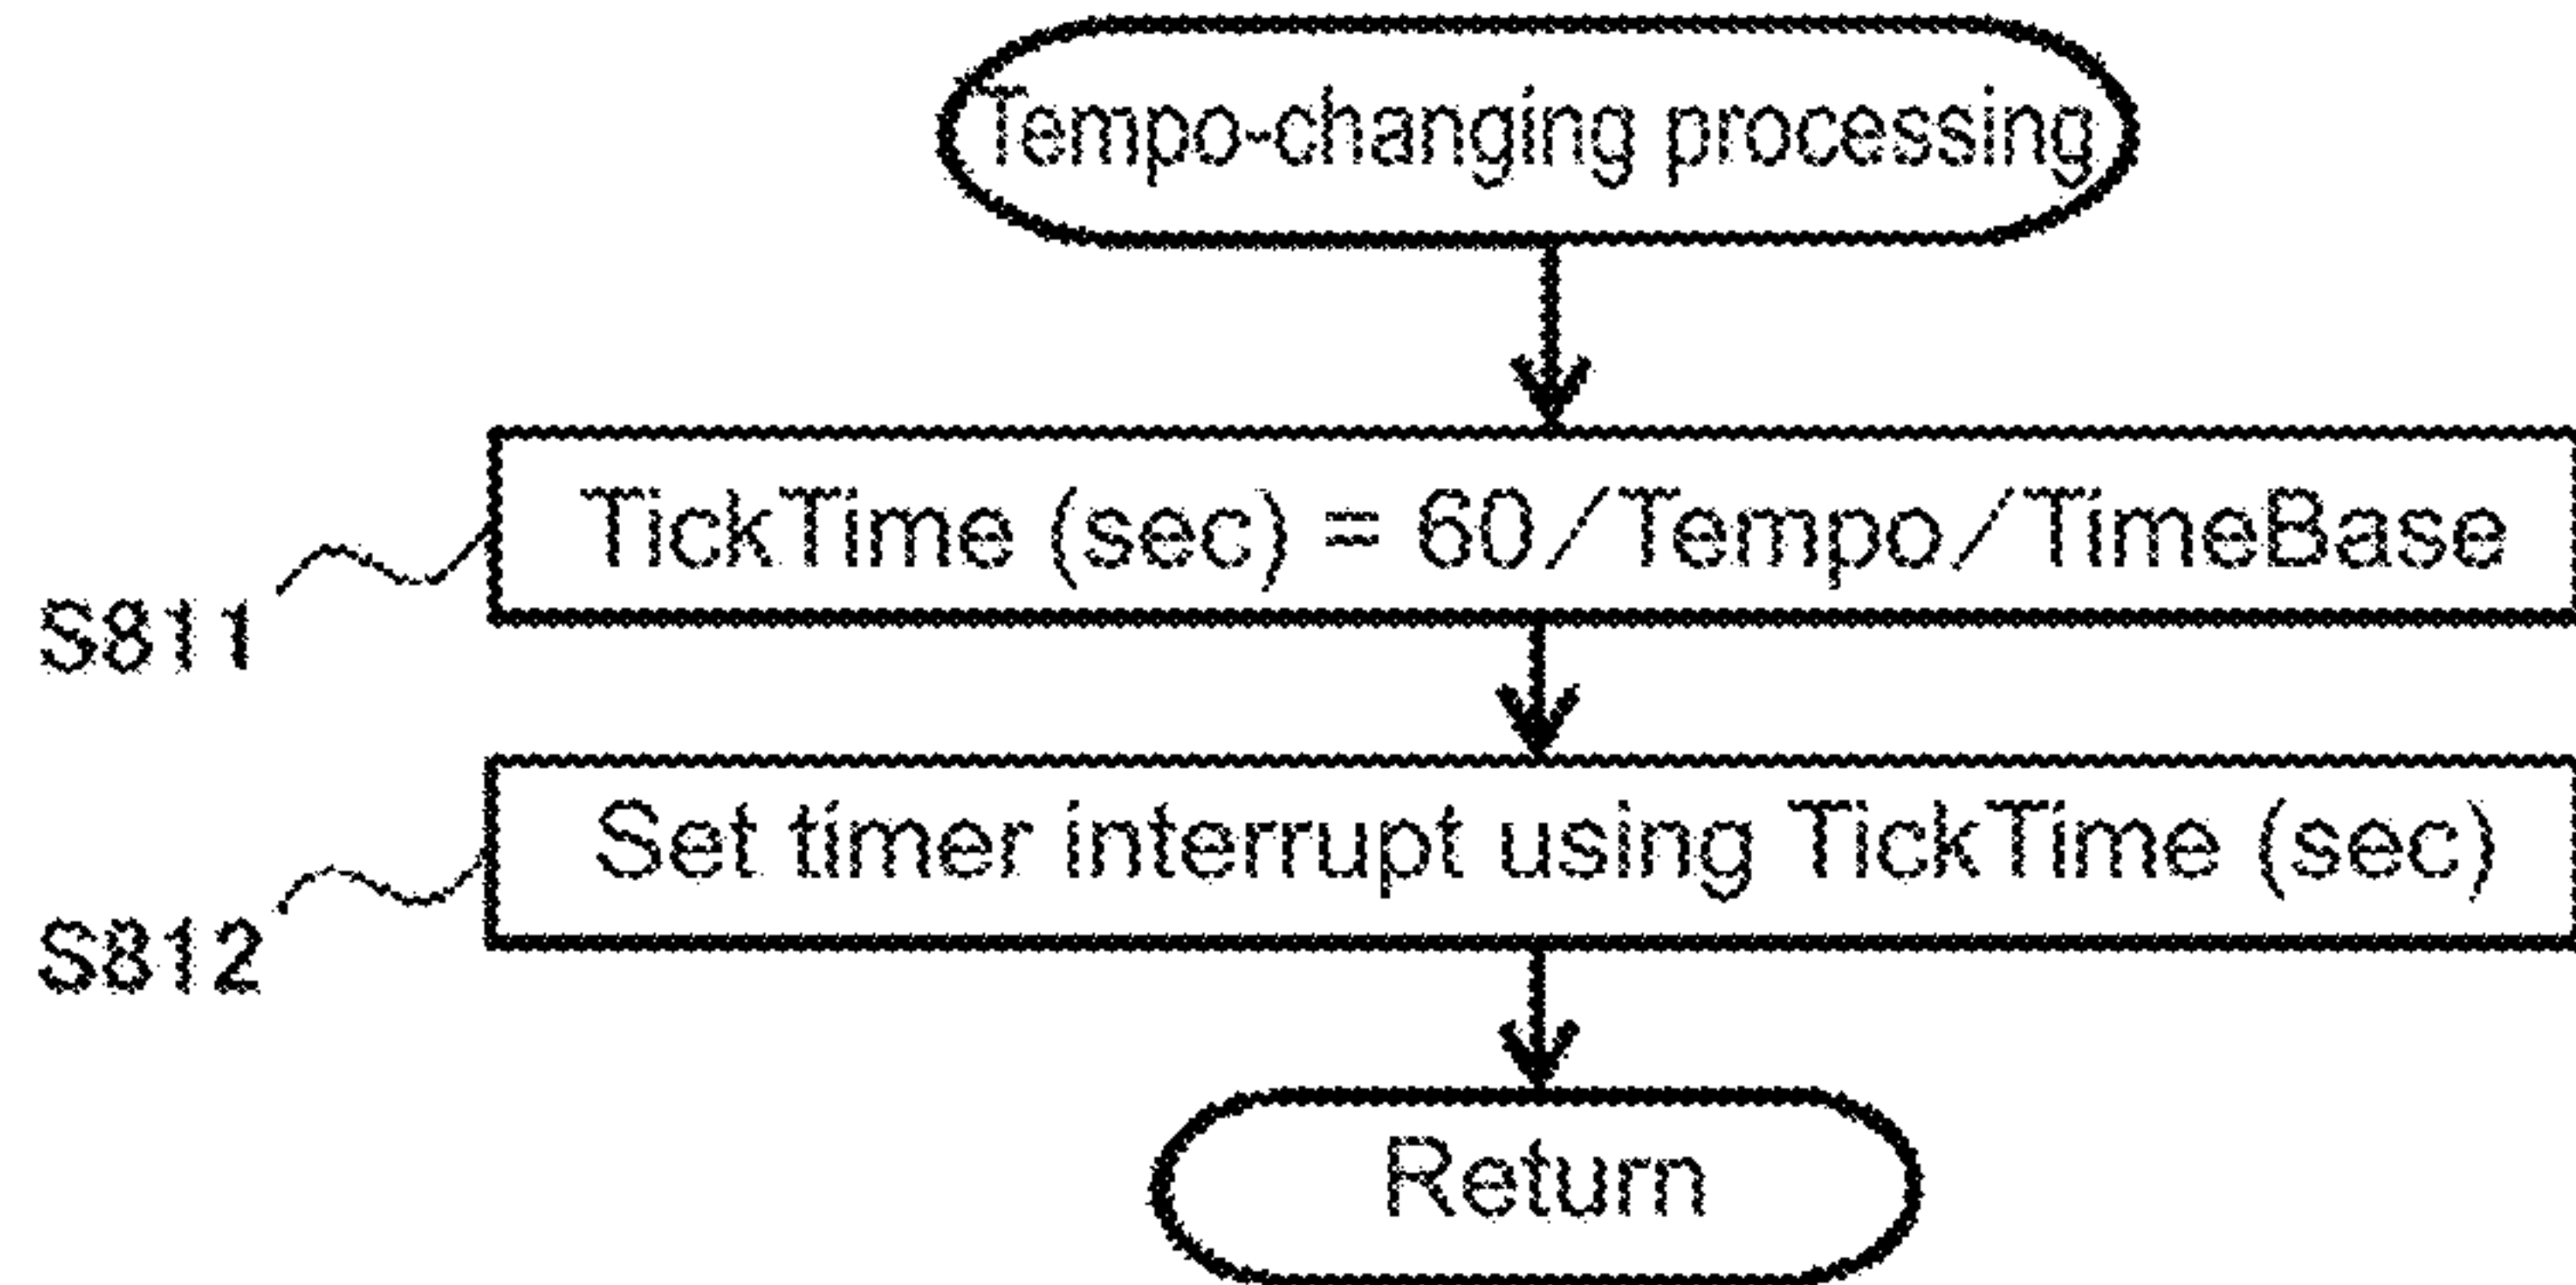 Tempo-changing processing
TickTime (sec) = 60/Tempo/TimeBase
S811
Set timer interrupt using TickTime (sec)
S812
Return